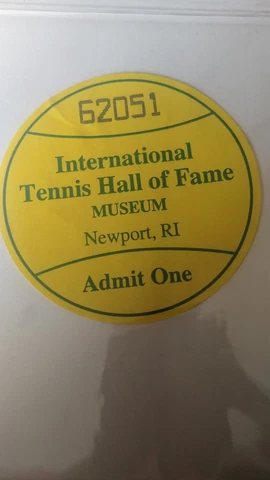 62051
International
Tennis Hall of Fame
MUSEUM
Newport, RI
Admit One